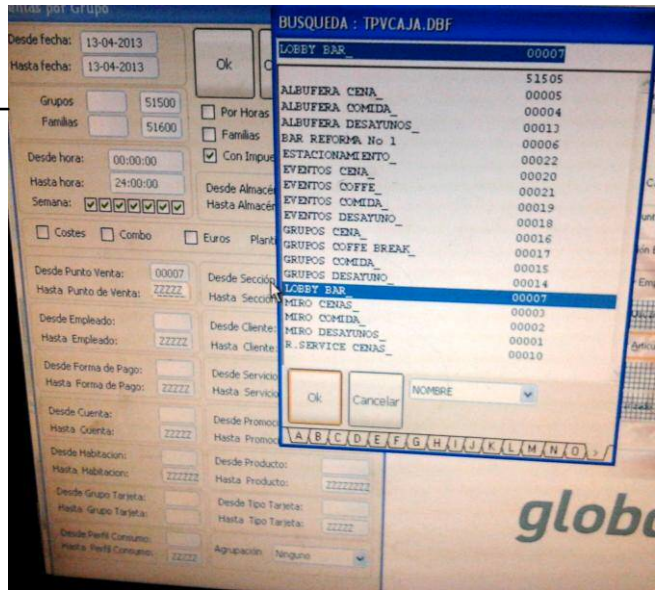 ntas por Grupo
Desde fecha: 13-04-2013
Hasta fecha: 13-04-2013
Ok
Grupos 51500
Familias 51600
Por Horas
Familias
Con Impue
Desde hora: 00:00:00
Hasta hora: 24:00:00
Semana:
Desde Almacé
Hasta Almacé
Costes Combo Euros Planti
Desde Punto Venta: 00007
Hasta Punto de Venta: ZZZZZ
Desde Sección
Hasta Sección
Desde Empleado:
Hasta Empleado: ZZZZZ
Desde Cliente:
Hasta Cliente:
Desde Forma de Pago:
Hasta Forma de Pago: ZZZZZ
Desde Servicio
Hasta Servicio
Desde Cuenta:
Hasta Cuenta: ZZZZZ
Desde Promoc
Hasta Promoc
Desde Habitacion:
Hasta Habitacion: ZZZZZZ
Desde Producto:
Hasta Producto: ZZZZZZZZ
Desde Grupo Tarjeta:
Hasta Grupo Tarjeta:
Desde Tipo Tarjeta:
Hasta Tipo Tarjeta: ZZZZZ
Desde Perfil Consumo:
Hasta Perfil Consumo: ZZZZZ
Agrupación Ninguno
BUSQUEDA : TPVCAJA.DBF
LOBBY BAR_ 00007
51505
ALBUFERA CENA_ 00005
ALBUFERA COMIDA_ 00004
ALBUFERA DESAYUNOS_ 00013
BAR REFORMA No 1 00006
ESTACIONAMIENTO_ 00022
EVENTOS CENA_ 00020
EVENTOS COFFE_ 00021
EVENTOS COMIDA_ 00019
EVENTOS DESAYUNO_ 00018
GRUPOS CENA_ 00016
GRUPOS COFFE BREAK_ 00017
GRUPOS COMIDA_ 00015
GRUPOS DESAYUNO_ 00014
LOBBY BAR_ 00007
MIRO CENAS_ 00003
MIRO COMIDA_ 00002
MIRO DESAYUNOS_ 00001
R.SERVICE CENAS_ 00010
Ok Cancelar NOMBRE
A B C D E F G H I J K L M N O >
Artícu
globa